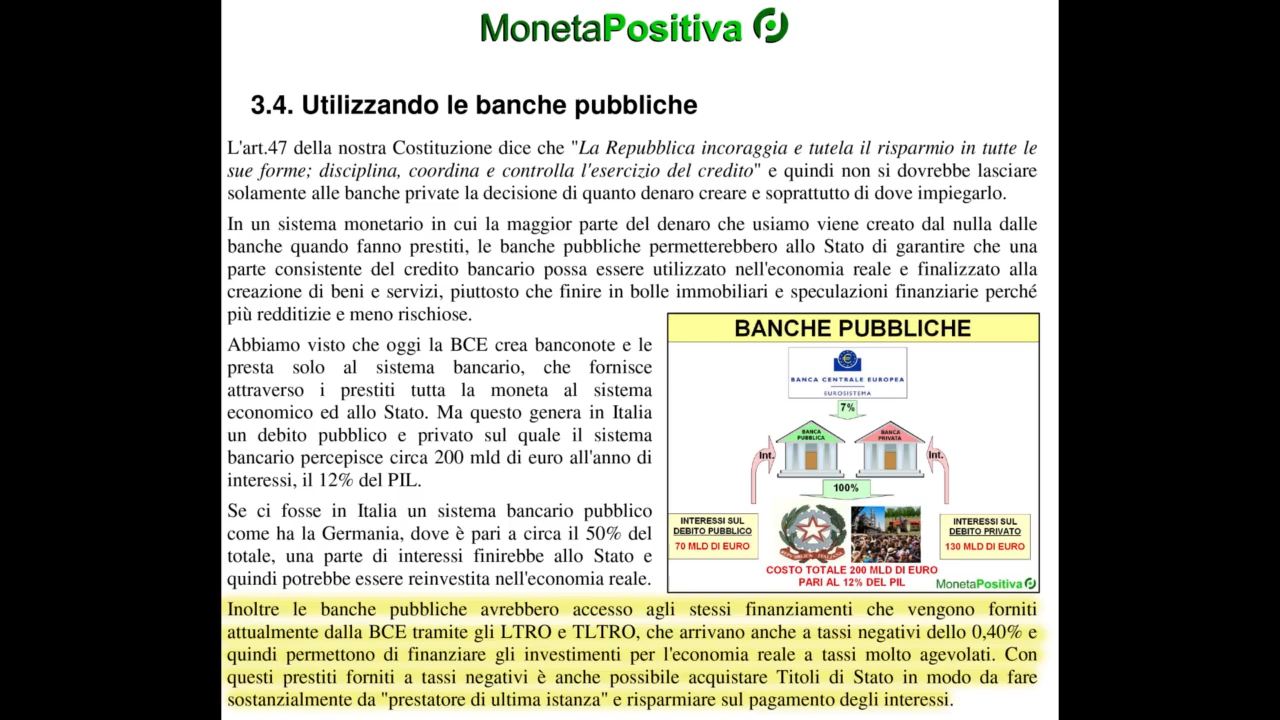 MonetaPositiva
3.4. Utilizzando le banche pubbliche
L'art.47 della nostra Costituzione dice che "La Repubblica incoraggia e tutela il risparmio in tutte le
sue forme; disciplina, coordina e controlla l'esercizio del credito" e quindi non si dovrebbe lasciare
solamente alle banche private la decisione di quanto denaro creare e soprattutto di dove impiegarlo.
In un sistema monetario in cui la maggior parte del denaro che usiamo viene creato dal nulla dalle
banche quando fanno prestiti, le banche pubbliche permetterebbero allo Stato di garantire che una
parte consistente del credito bancario possa essere utilizzato nell'economia reale e finalizzato alla
creazione di beni e servizi, piuttosto che finire in bolle immobiliari e speculazioni finanziarie perché
più redditizie e meno rischiose.
Abbiamo visto che oggi la BCE crea banconote e le
presta solo al sistema bancario, che fornisce
attraverso i prestiti tutta la moneta al sistema
economico ed allo Stato. Ma questo genera in Italia
un debito pubblico e privato sul quale il sistema
bancario percepisce circa 200 mld di euro all'anno di
interessi, il 12% del PIL.
Se ci fosse in Italia un sistema bancario pubblico
come ha la Germania, dove è pari a circa il 50% del
totale, una parte di interessi finirebbe allo Stato e
quindi potrebbe essere reinvestita nell'economia reale.
BANCHE PUBBLICHE
BANCA CENTRALE EUROPEA
EUROSISTEMA
7%
BANCA
PUBBLICA
BANCA
PRIVATA
Int.
Int.
100%
INTERESSI SUL
DEBITO PUBBLICO
70 MLD DI EURO
INTERESSI SUL
DEBITO PRIVATO
130 MLD DI EURO
COSTO TOTALE 200 MLD DI EURO
PARI AL 12% DEL PIL
MonetaPositiva
Inoltre le banche pubbliche avrebbero accesso agli stessi finanziamenti che vengono forniti
attualmente dalla BCE tramite gli LTRO e TLTRO, che arrivano anche a tassi negativi dello 0,40% e
quindi permettono di finanziare gli investimenti per l'economia reale a tassi molto agevolati. Con
questi prestiti forniti a tassi negativi è anche possibile acquistare Titoli di Stato in modo da fare
sostanzialmente da "prestatore di ultima istanza" e risparmiare sul pagamento degli interessi.